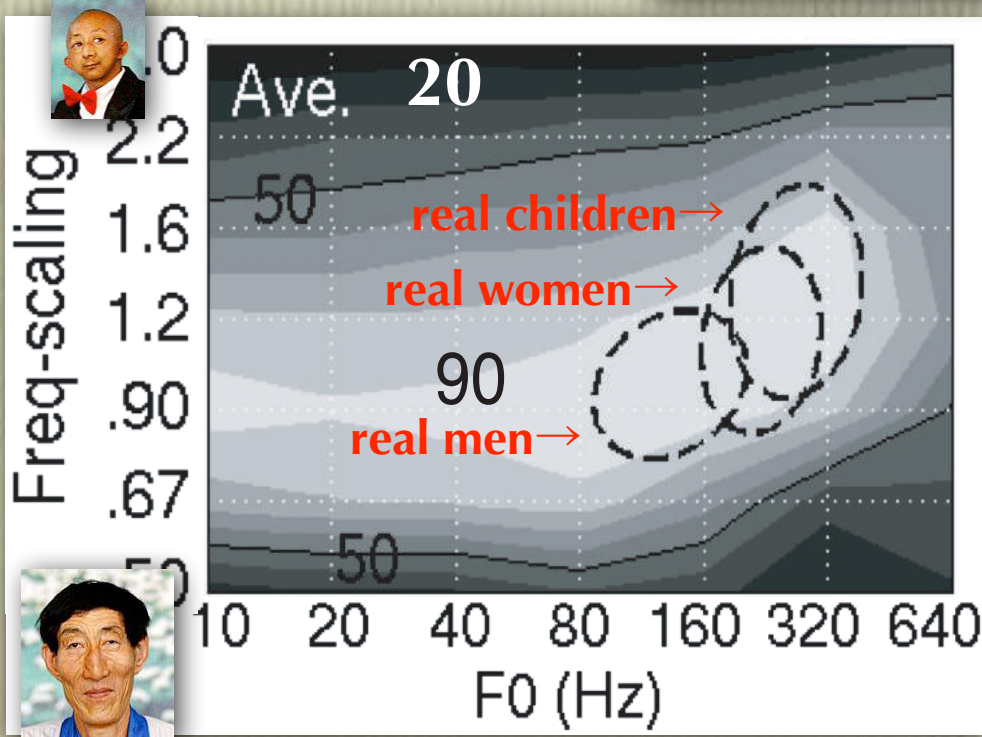 .0
Ave. 20
2.2
50
1.6
real children→
real women→
1.2
90
.90
real men→
.67
50
Freq-scaling
10 20 40 80 160 320 640
F0 (Hz)